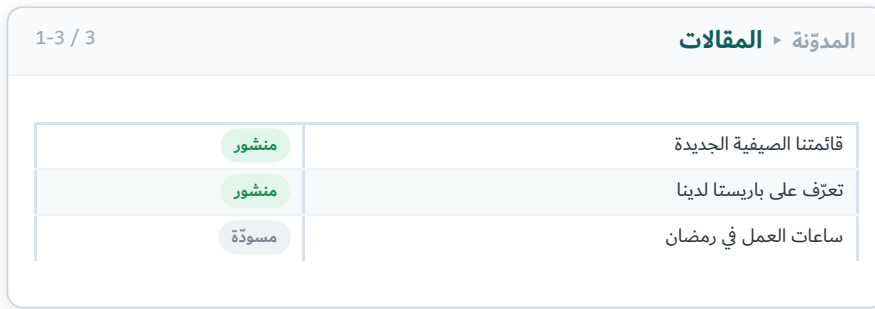 المدوّنة ▸ المقالات
1-3 / 3
قائمتنا الصيفية الجديدة منشور
تعرّف على باريستا لدينا منشور
ساعات العمل في رمضان مسودّة